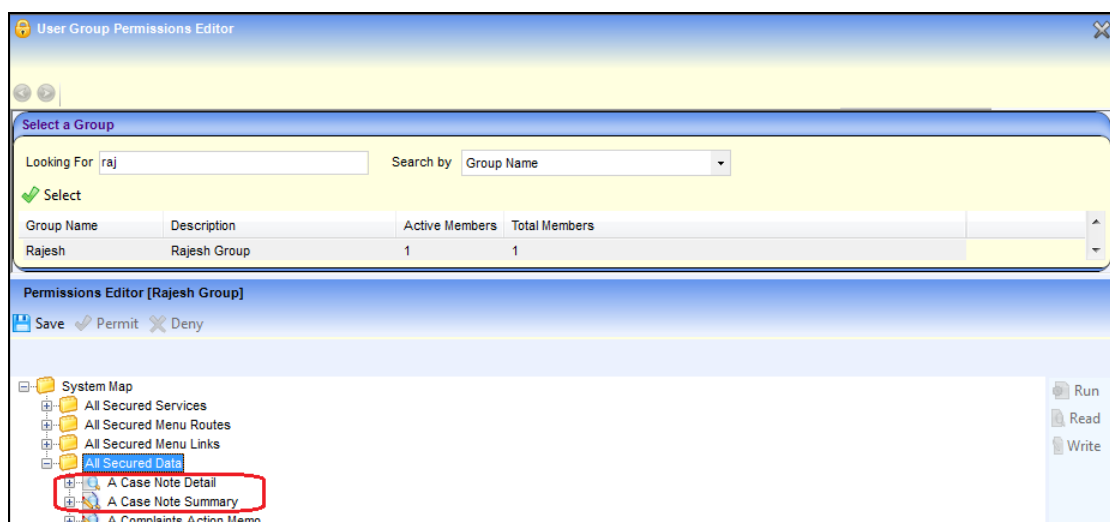 User Group Permissions Editor
Select a Group
Looking For raj Search by Group Name
Select
Group Name Description Active Members Total Members
Rajesh Rajesh Group 1 1
Permissions Editor [Rajesh Group]
Save Permit Deny
System Map
Run
All Secured Services
All Secured Menu Routes
Read
All Secured Menu Links
Write
All Secured Data
A Case Note Detail
A Case Note Summary
A Complaints Action Memo